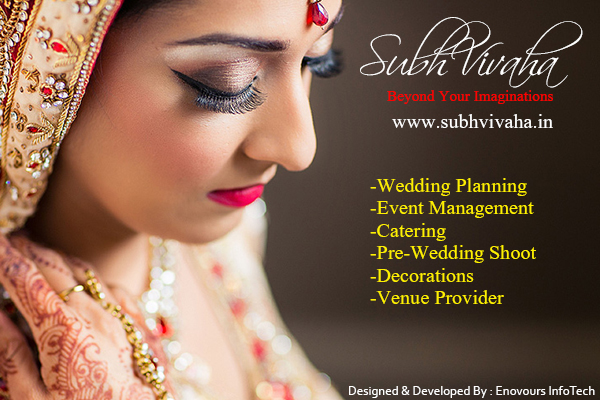 Subh Vivaha
Beyond Your Imaginations
www.subhvivaha.in
-Wedding Planning
-Event Management
-Catering
-Pre-Wedding Shoot
-Decorations
-Venue Provider
Designed & Developed By : Enovours InfoTech